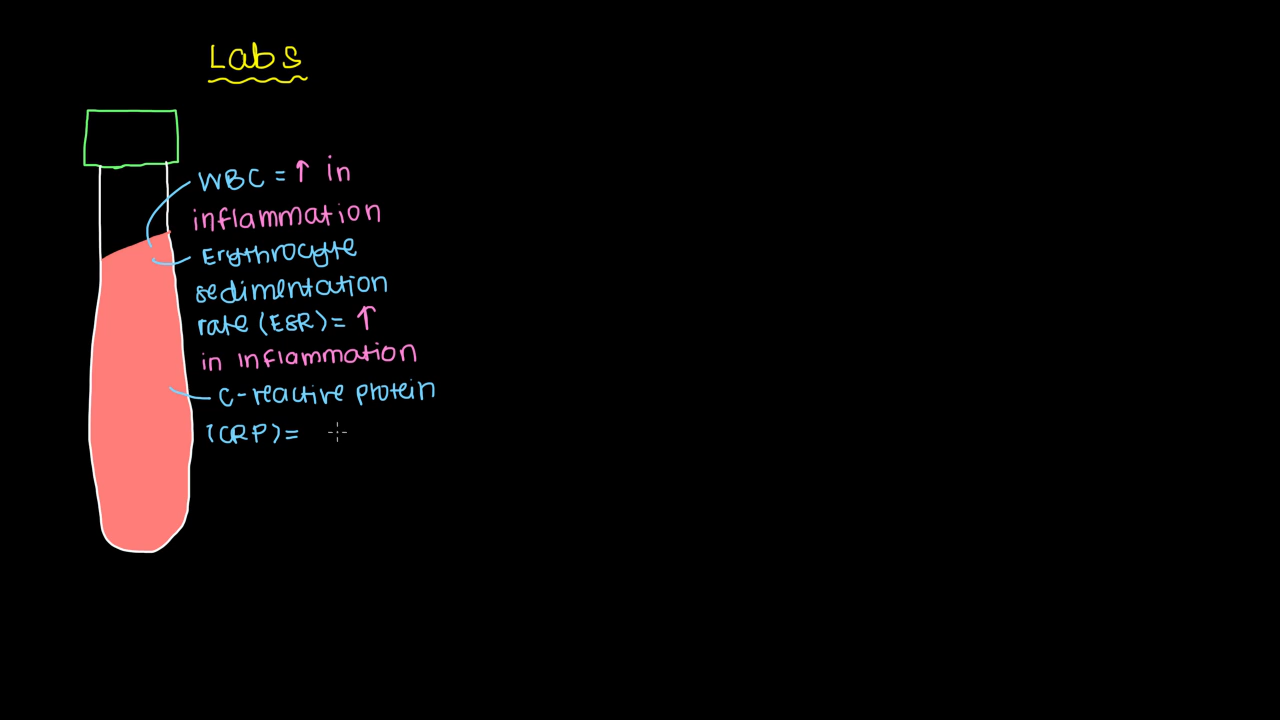 Labs
WBC = ↑ in
inflammation
Erythrocyte
sedimentation
rate (ESR) = ↑
in inflammation
C-reactive protein
(CRP) =